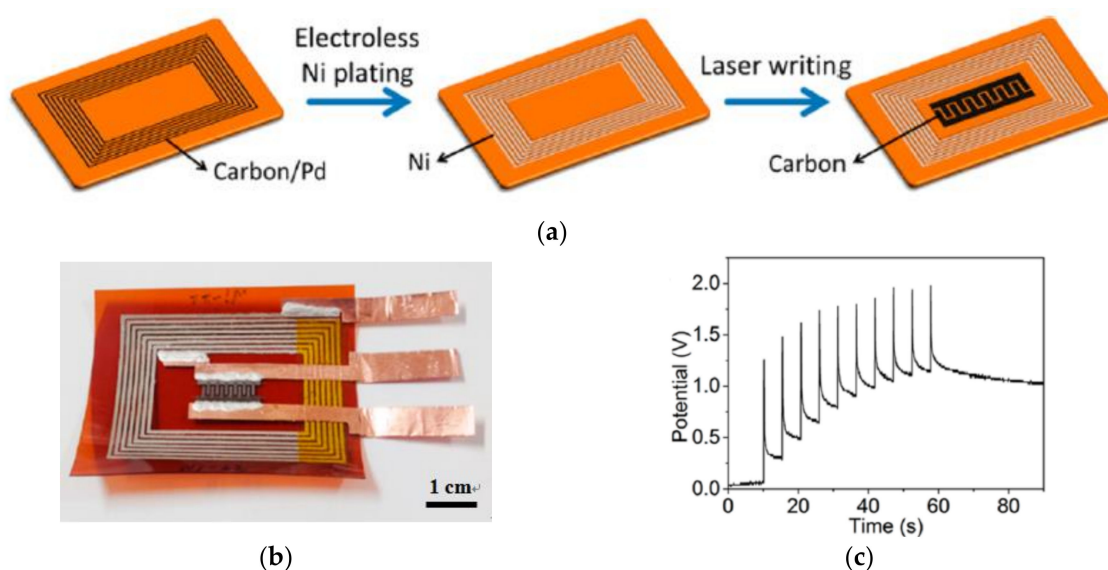 Electroless
Ni plating
Laser writing
Carbon/Pd
Ni
Carbon
(a)
1 cm
(b)
Potential (V)
2.0
1.5
1.0
0.5
0.0
0 20 40 60 80
Time (s)
(c)